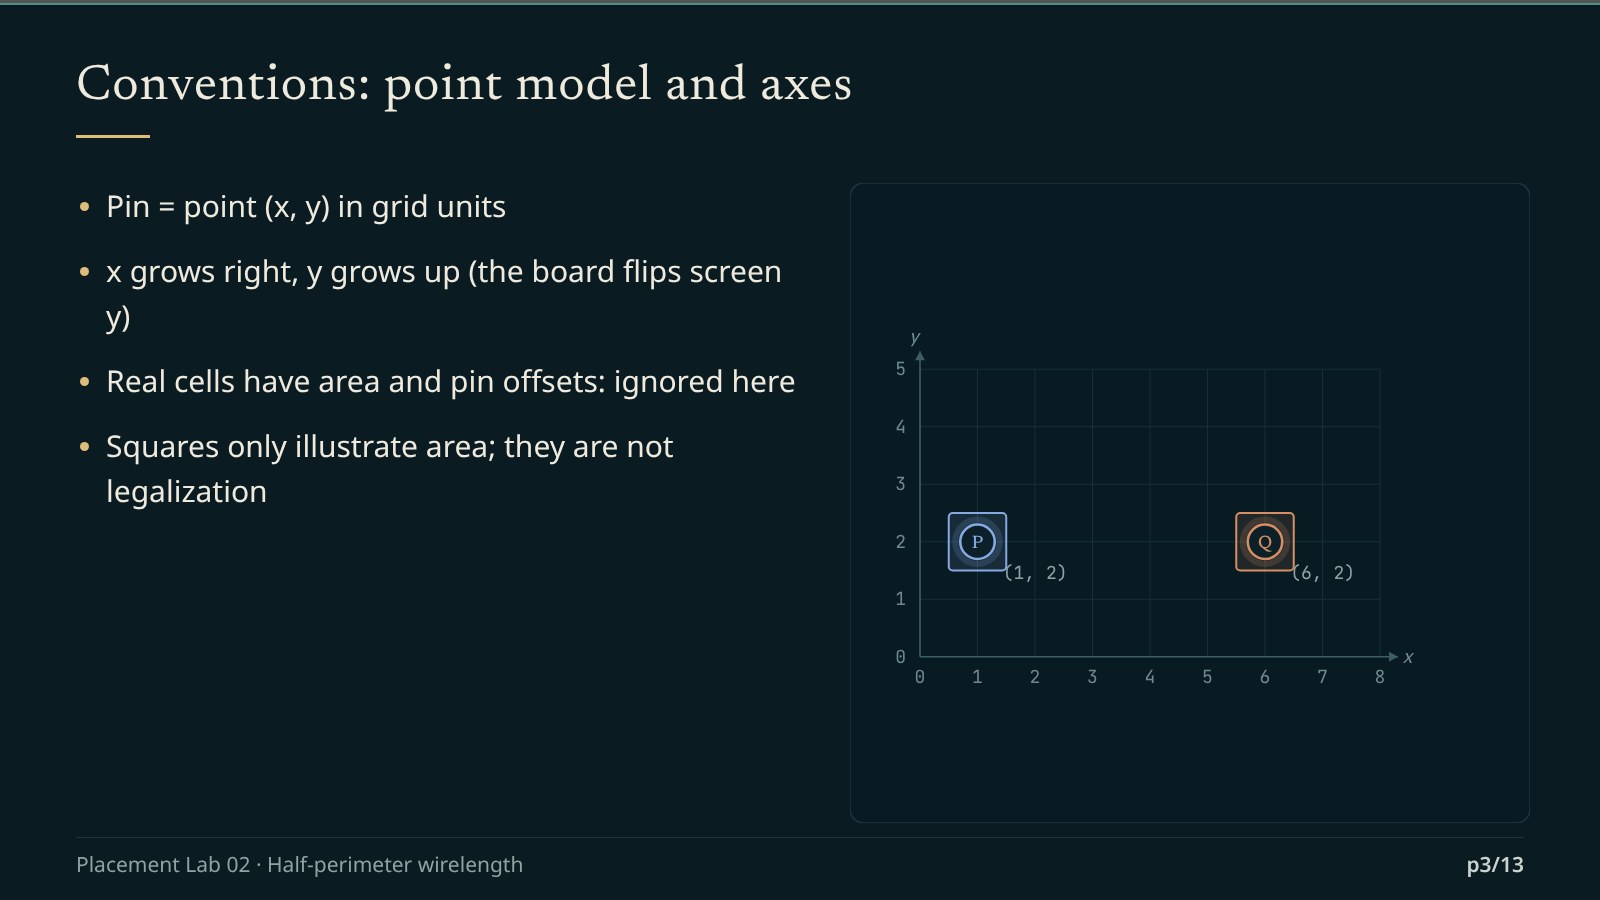 Conventions: point model and axes
• Pin = point (x, y) in grid units
• x grows right, y grows up (the board flips screen
y)
• Real cells have area and pin offsets: ignored here
• Squares only illustrate area; they are not
legalization
y
5
4
3
2
1
0
P
(1, 2)
Q
(6, 2)
x
0 1 2 3 4 5 6 7 8
Placement Lab 02 · Half-perimeter wirelength
p3/13